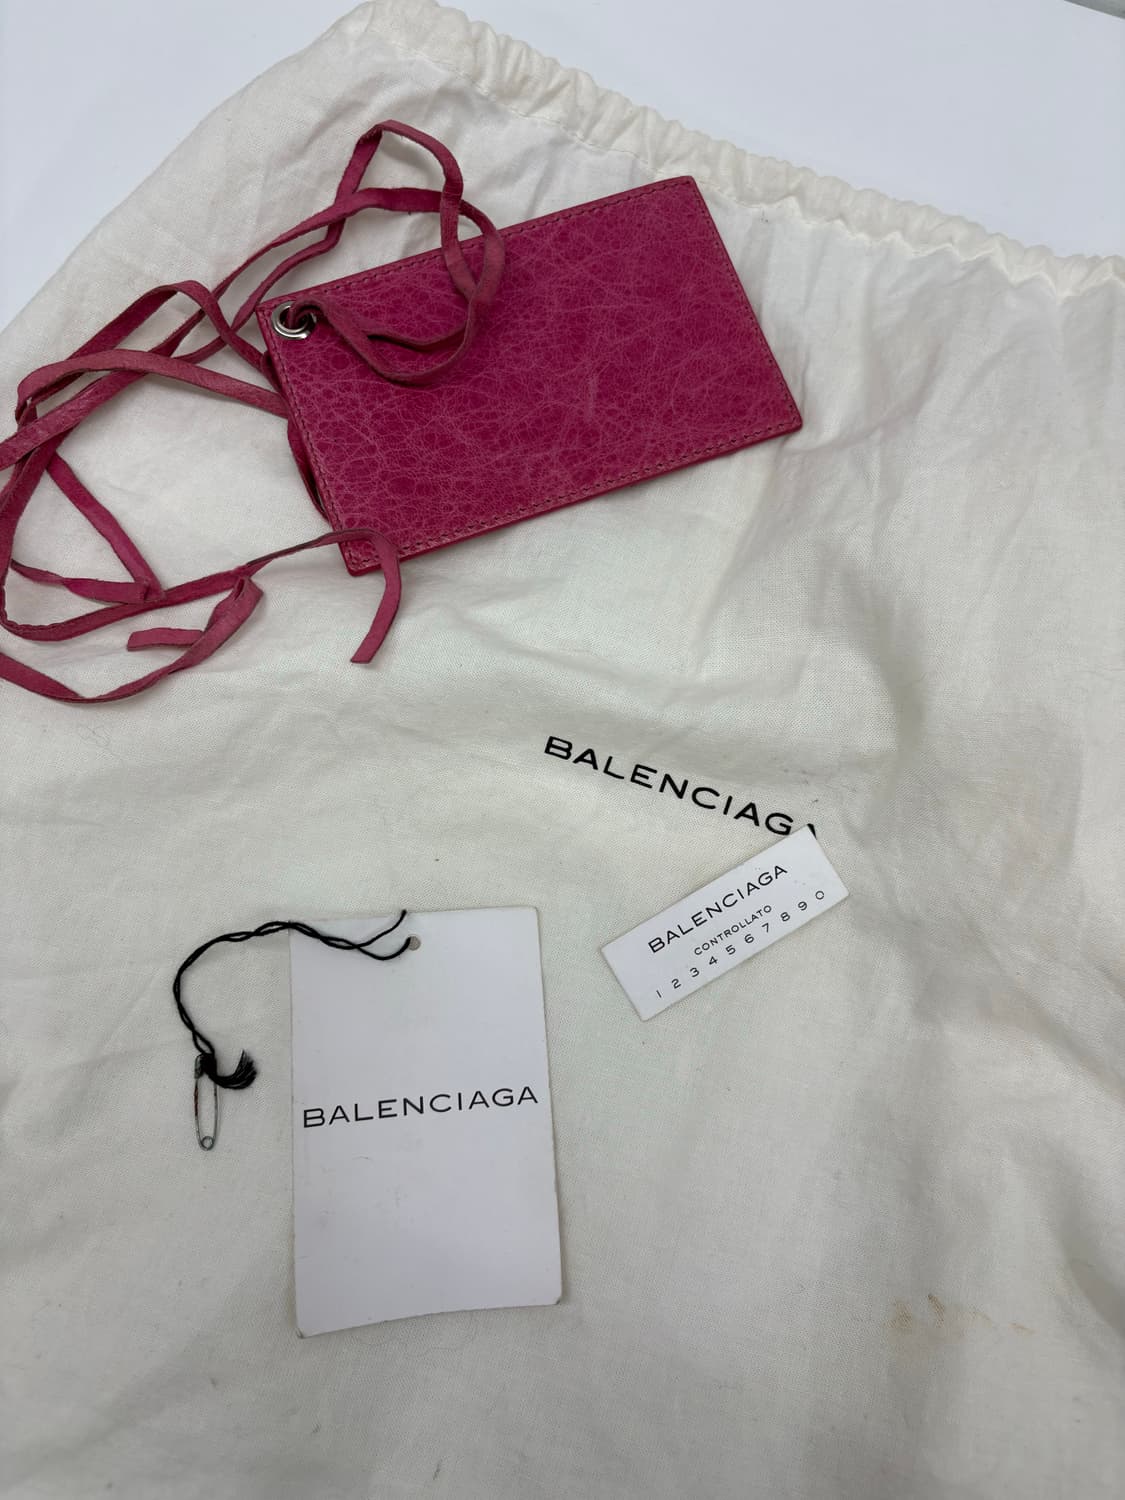 BALENCIAGA
BALENCIAGA
CONTROLLATO
1 2 3 4 5 6 7 8 9 0
BALENCIAGA